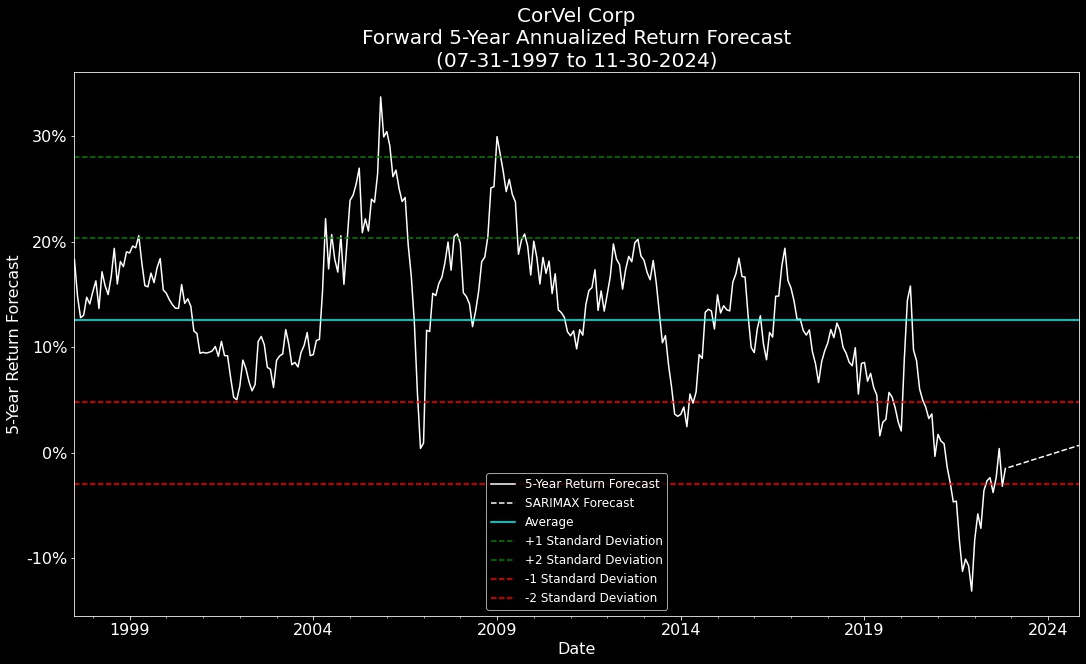 CorVel Corp
Forward 5-Year Annualized Return Forecast
(07-31-1997 to 11-30-2024)
5-Year Return Forecast
30%
20%
10%
0%
-10%
5-Year Return Forecast
SARIMAX Forecast
Average
+1 Standard Deviation
+2 Standard Deviation
-1 Standard Deviation
-2 Standard Deviation
1999
2004
2009
2014
2019
2024
Date